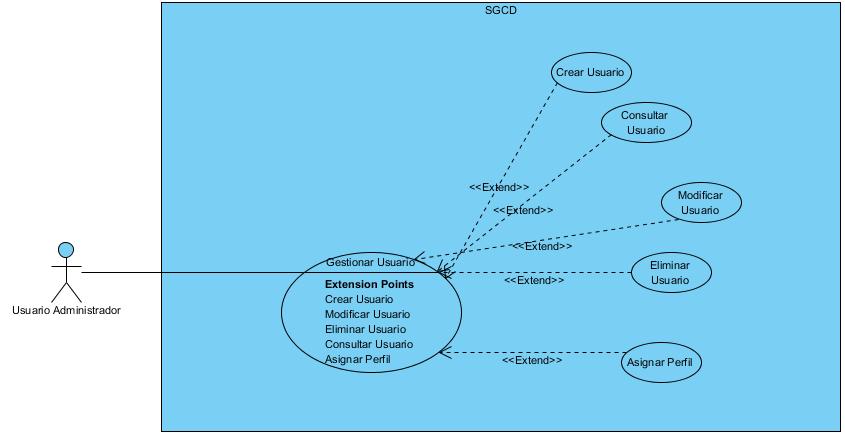 SGCD
Crear Usuario
Consultar
Usuario
<<Extend>>
<<Extend>>
Modificar
Usuario
<<Extend>>
Gestionar Usuario
Eliminar
Usuario
<<Extend>>
Extension Points
Crear Usuario
Modificar Usuario
Eliminar Usuario
Consultar Usuario
Asignar Perfil
Usuario Administrador
<<Extend>>
Asignar Perfil